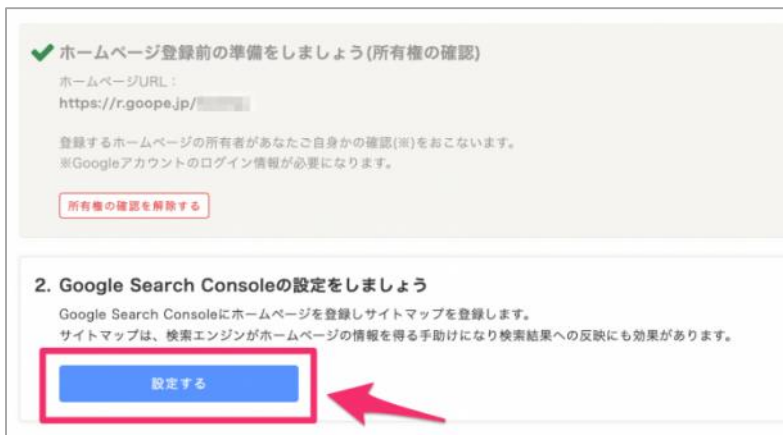 ホームページ登録前の準備をしましょう(所有権の確認)
ホームページURL：
https://r.goope.jp/
登録するホームページの所有者があなたご自身かの確認(※)をおこないます。
※Googleアカウントのログイン情報が必要になります。
所有権の確認を解除する
2. Google Search Consoleの設定をしましょう
Google Search Consoleにホームページを登録しサイトマップを登録します。
サイトマップは、検索エンジンがホームページの情報を得る手助けになり検索結果への反映にも効果があります。
設定する